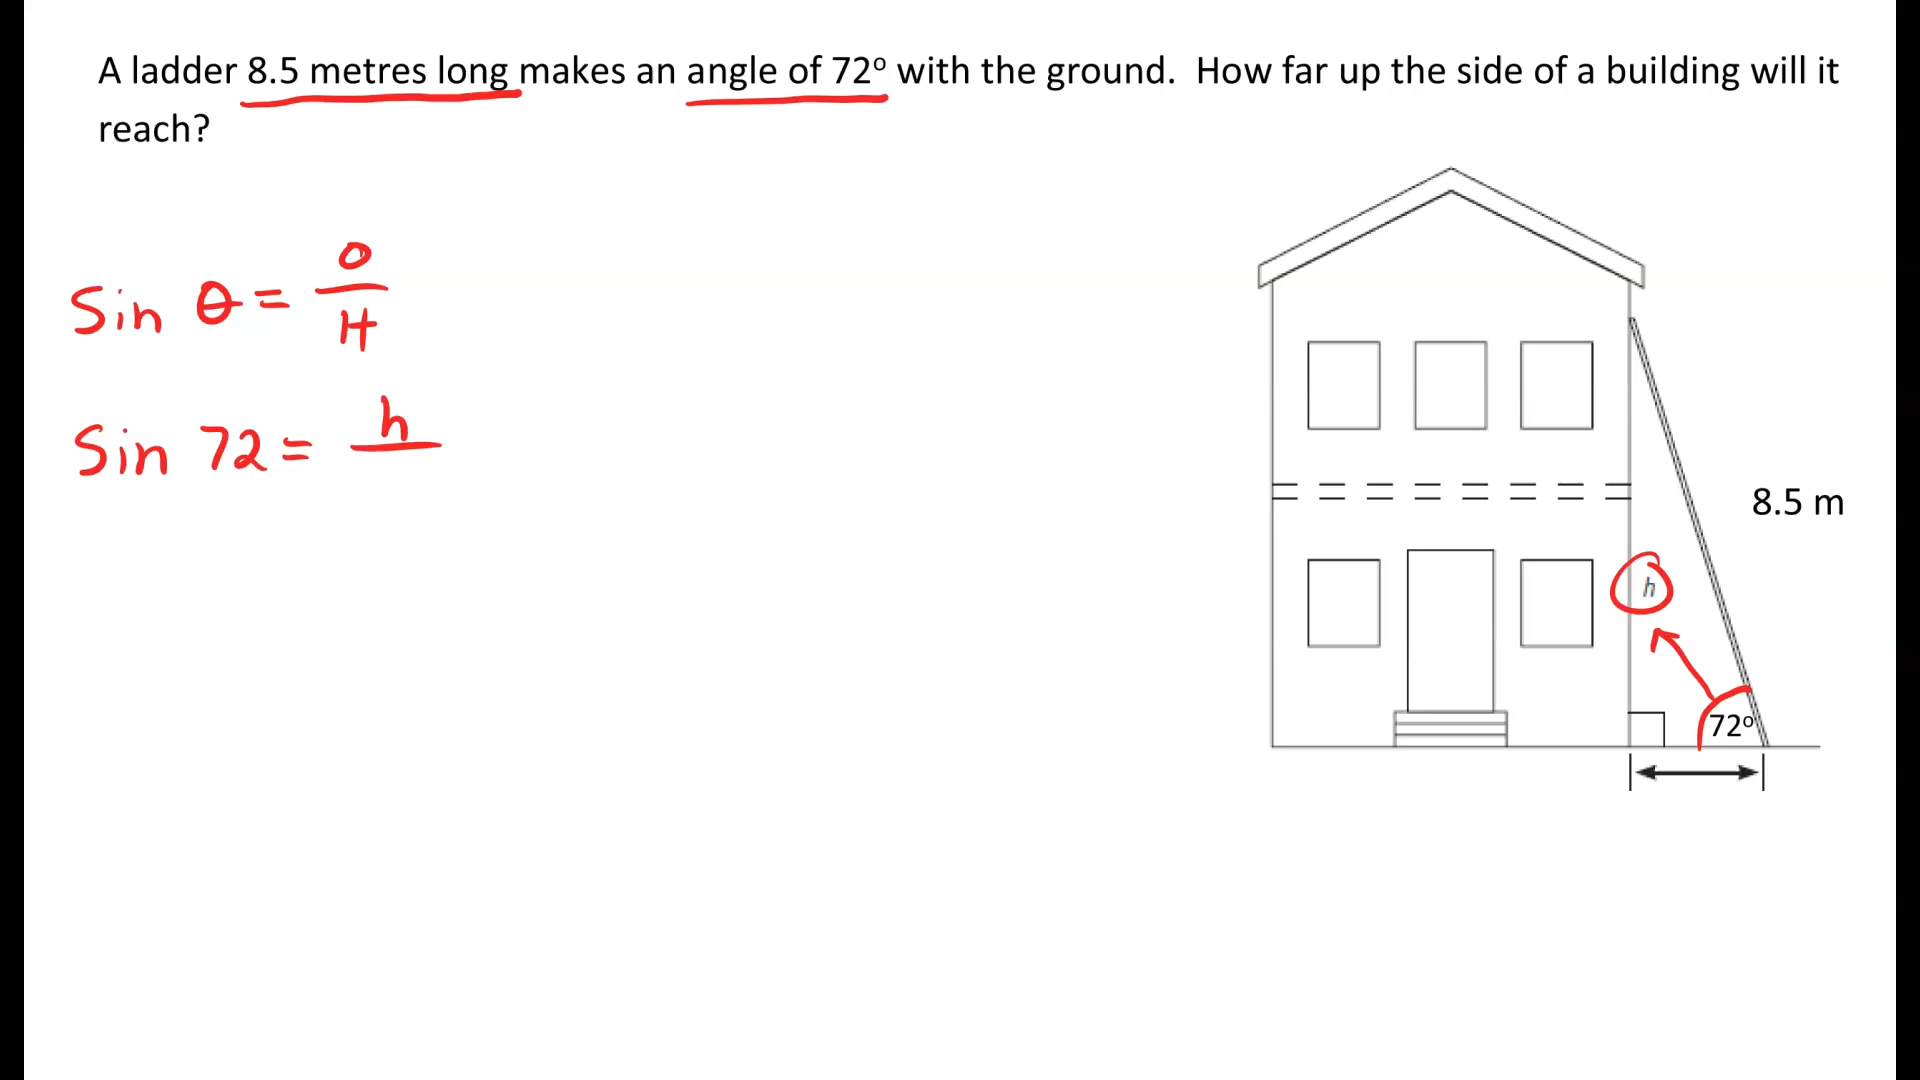 A ladder 8.5 metres long makes an angle of 72° with the ground. How far up the side of a building will it
reach?
Sin θ = O/H
Sin 72 = h
8.5 m
h
72°